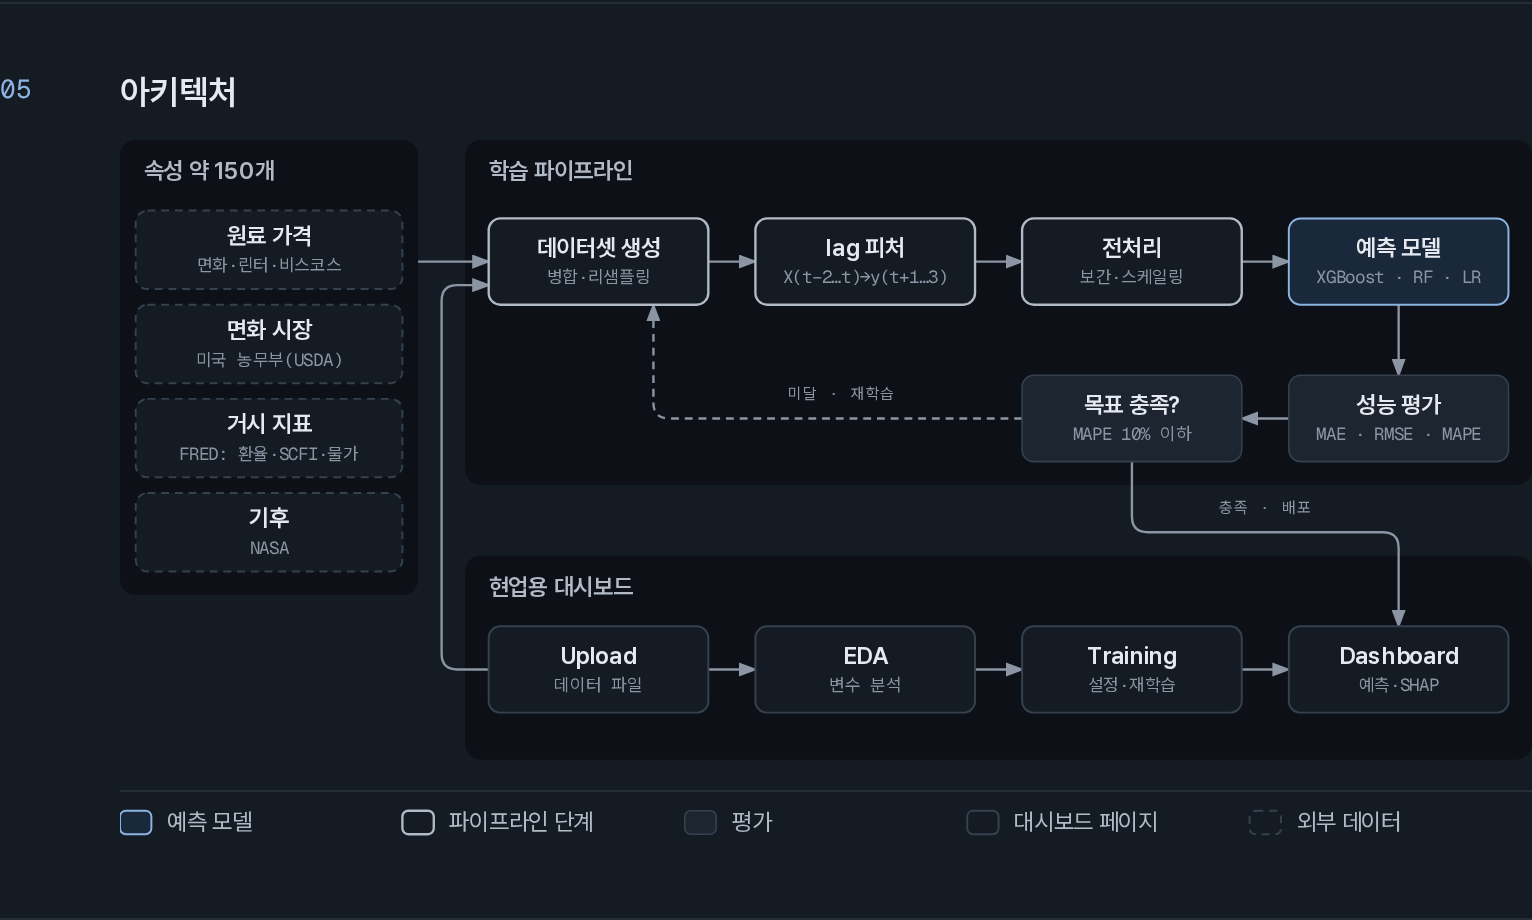 05
아키텍처
속성 약 150개
원료 가격
면화·린터·비스코스
면화 시장
미국 농무부(USDA)
거시 지표
FRED: 환율·SCFI·물가
기후
NASA
학습 파이프라인
데이터셋 생성
병합·리샘플링
lag 피처
X(t-2…t)→y(t+1…3)
전처리
보간·스케일링
예측 모델
XGBoost · RF · LR
미달 · 재학습
목표 충족?
MAPE 10% 이하
성능 평가
MAE · RMSE · MAPE
충족 · 배포
현업용 대시보드
Upload
데이터 파일
EDA
변수 분석
Training
설정·재학습
Dashboard
예측·SHAP
예측 모델
파이프라인 단계
평가
대시보드 페이지
외부 데이터